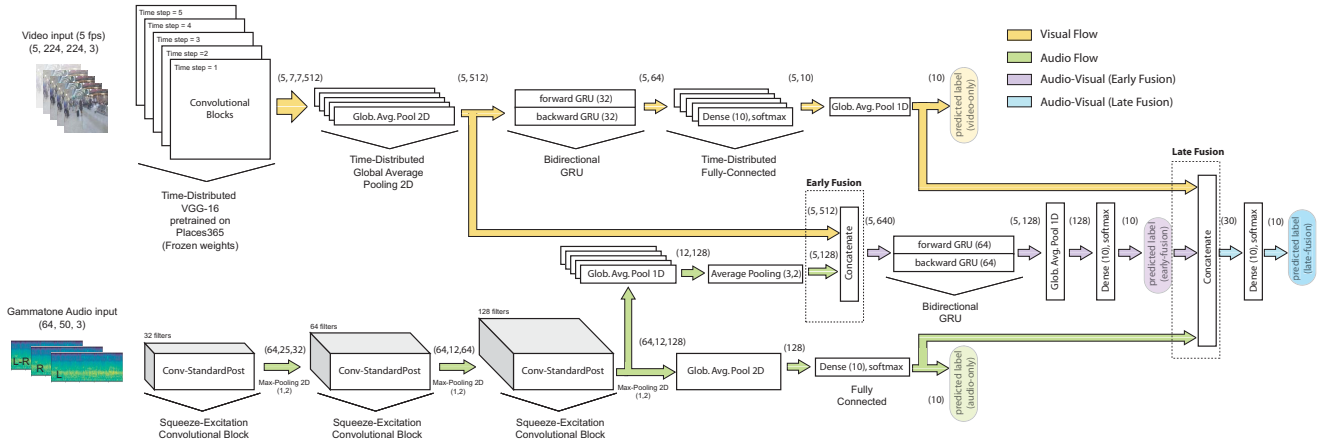 Video input (5 fps)
(5, 224, 224, 3)
Time step = 5
Time step = 4
Time step = 3
Time step =2
Time step = 1
Convolutional
Blocks
Time-Distributed
VGG-16
pretrained on
Places365
(Frozen weights)
(5, 7,7,512)
Glob.Avg.Pool 2D
Time-Distributed
Global Average
Pooling 2D
(5, 512)
forward GRU (32)
backward GRU (32)
Bidirectional
GRU
(5, 64)
Dense (10), softmax
Time-Distributed
Fully-Connected
(5, 10)
Glob.Avg. Pool 1D
(10)
predicted label
(video-only)
Visual Flow
Audio Flow
Audio-Visual (Early Fusion)
Audio-Visual (Late Fusion)
Early Fusion
(5, 512)
(5,128)
Concatenate
(5, 640)
forward GRU (64)
backward GRU (64)
Bidirectional
GRU
(5, 128)
Glob. Avg. Pool 1D
(128)
Dense (10), softmax
(10)
predicted label
(early-fusion)
Late Fusion
Concatenate
(30)
Dense (10), softmax
(10)
predicted label
(late-fusion)
Glob. Avg. Pool 1D
(12,128)
Average Pooling (3,2)
Gammatone Audio input
(64, 50, 3)
L-R
R
L
32 filters
Conv-StandardPost
Squeeze-Excitation
Convolutional Block
(64,25,32)
Max-Pooling 2D
(1,2)
64 filters
Conv-StandardPost
Squeeze-Excitation
Convolutional Block
(64,12,64)
Max-Pooling 2D
(1,2)
128 filters
Conv-StandardPost
Squeeze-Excitation
Convolutional Block
(64,12,128)
Max-Pooling 2D
(1,2)
Glob. Avg. Pool 2D
(128)
Dense (10), softmax
Fully
Connected
(10)
predicted label
(audio-only)